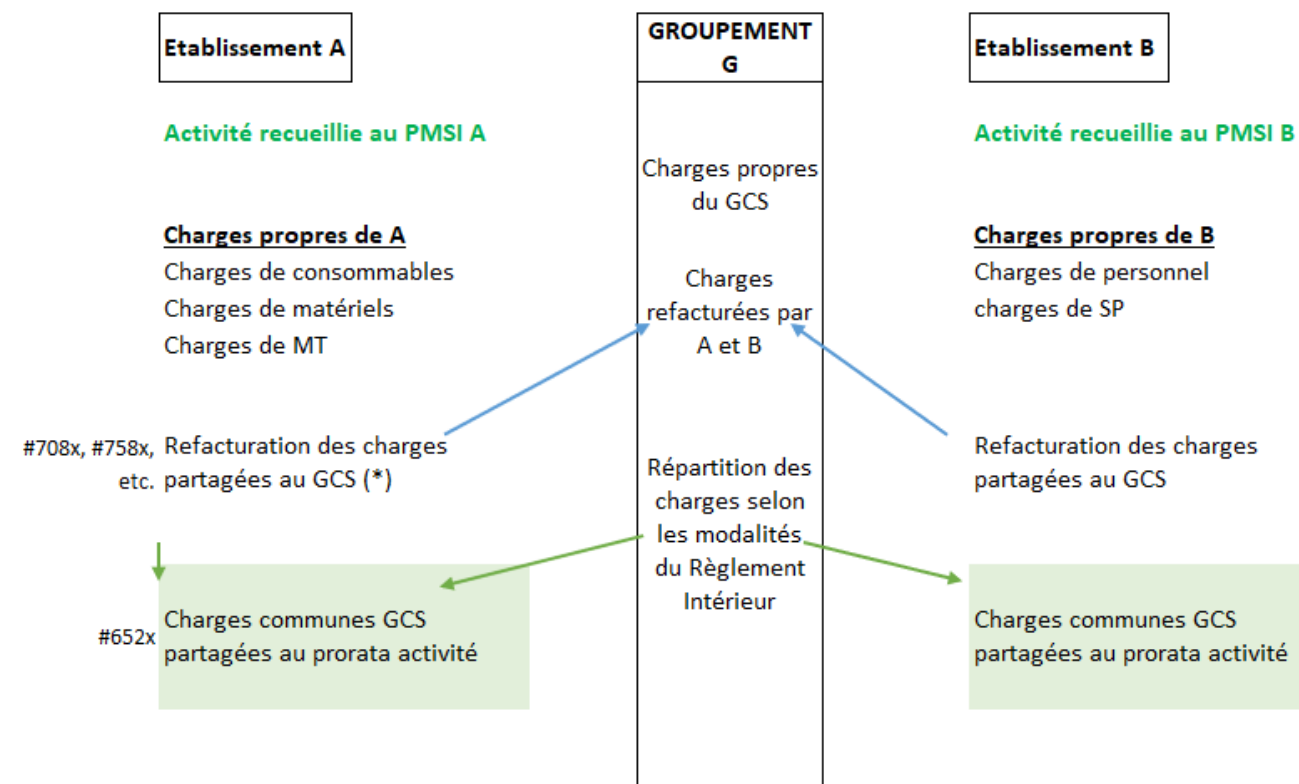 Etablissement A
GROUPEMENT
G
Etablissement B
Activité recueillie au PMSI A
Activité recueillie au PMSI B
Charges propres
du GCS
Charges propres de A
Charges de consommables
Charges de matériels
Charges de MT
Charges
refacturées par
A et B
Charges propres de B
Charges de personnel
charges de SP
#708x, #758x,
etc.
Refacturation des charges
partagées au GCS (*)
Répartition des
charges selon
les modalités
du Règlement
Intérieur
Refacturation des charges
partagées au GCS
#652x
Charges communes GCS
partagées au prorata activité
Charges communes GCS
partagées au prorata activité